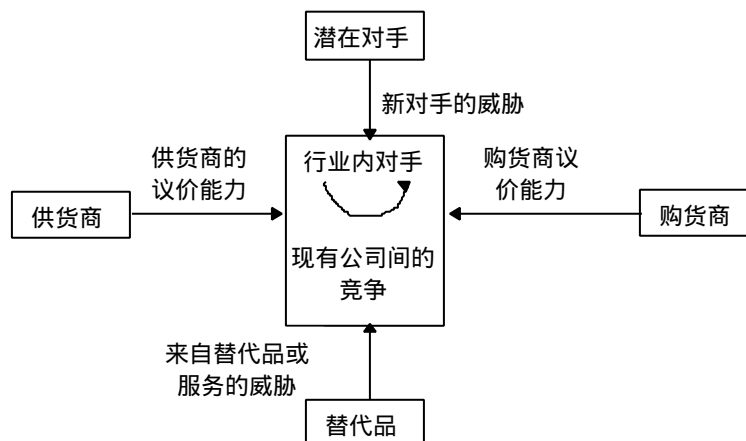 潜在对手
新对手的威胁
供货商的
议价能力
行业内对手
购货商议
价能力
供货商
购货商
现有公司间的
竞争
来自替代品或
服务的威胁
替代品